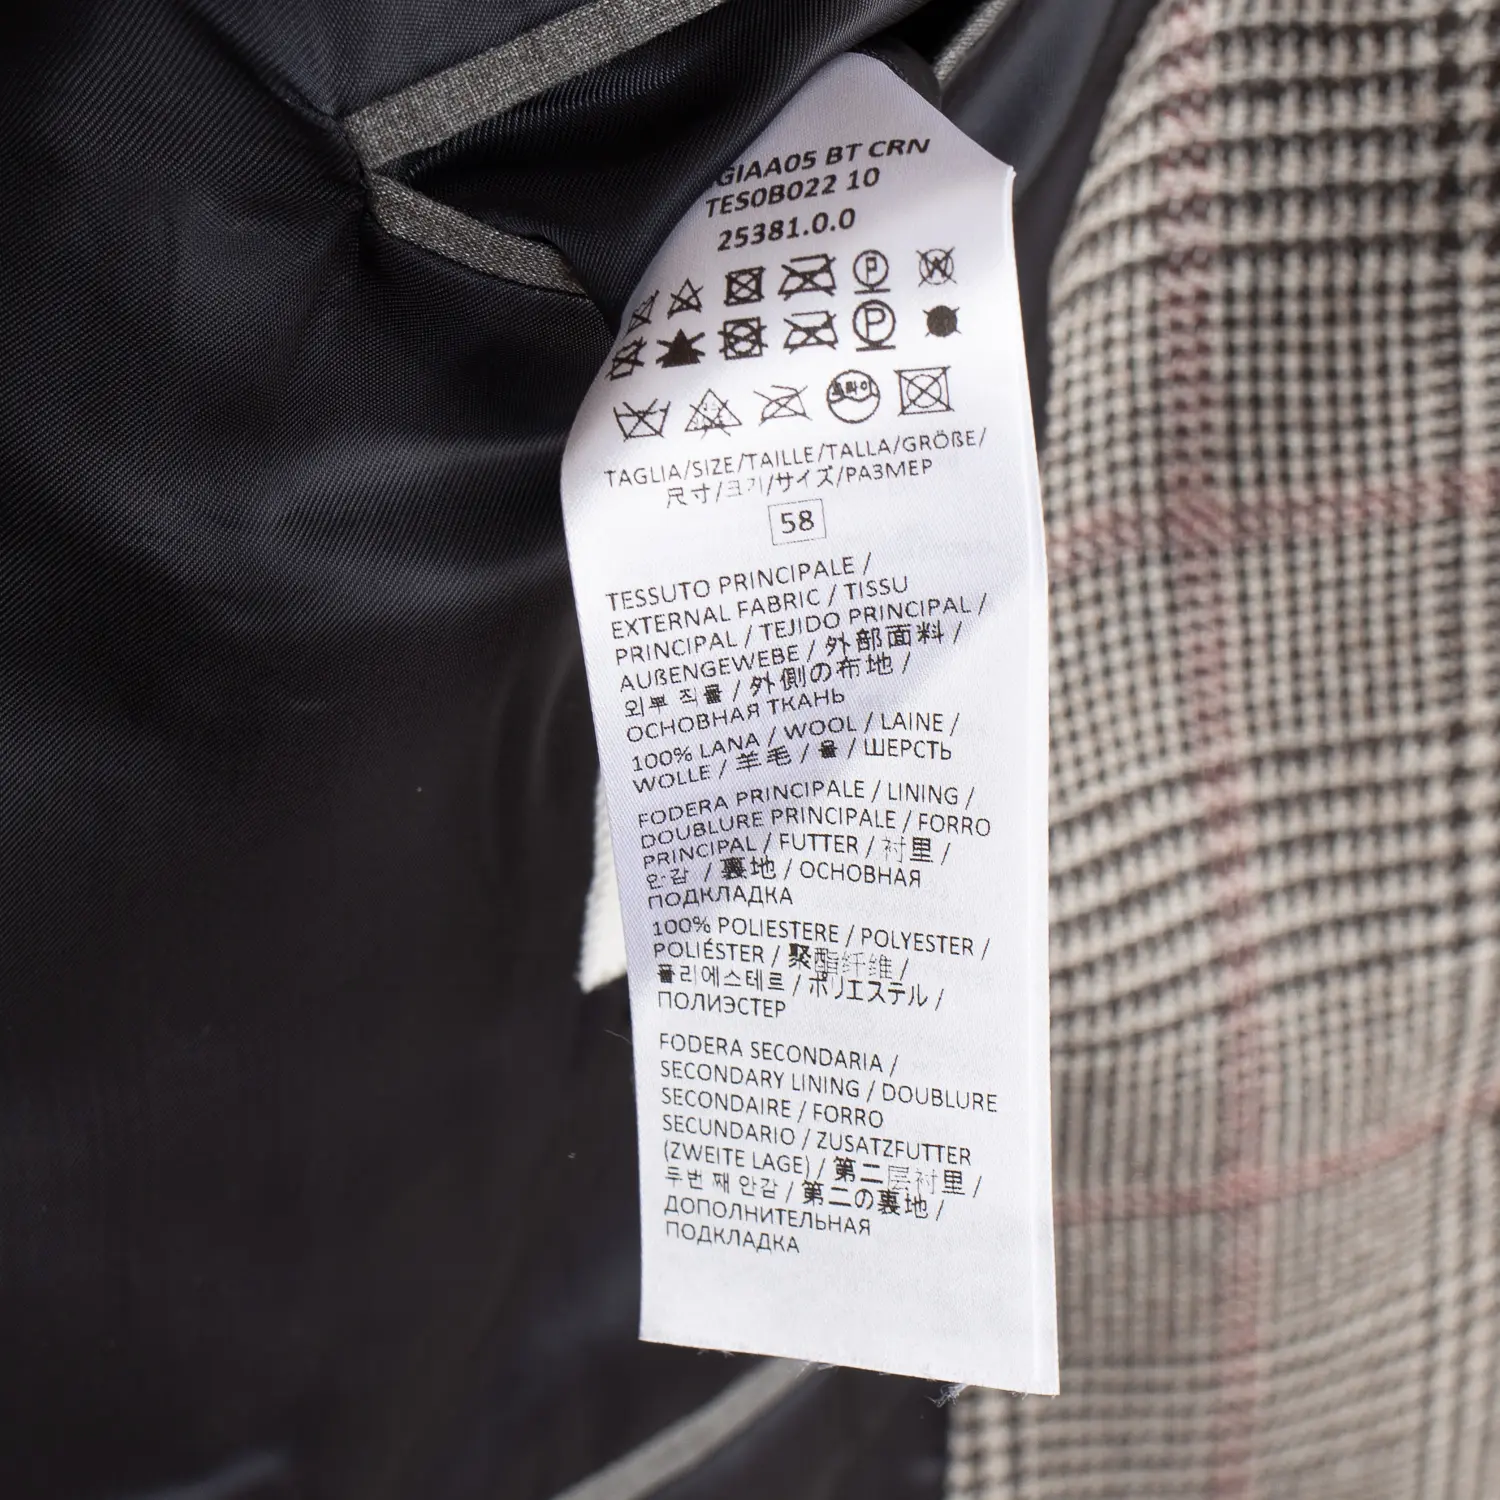 GIAA05 BT CRN
TES0B022 10
25381.0.0
P W
P
드라이
TAGLIA/SIZE/TAILLE/TALLA/GRÖßE/
尺寸/크기/サイズ/РАЗМЕР
58
TESSUTO PRINCIPALE /
EXTERNAL FABRIC / TISSU
PRINCIPAL / TEJIDO PRINCIPAL /
AUßENGEWEBE / 外部面料 /
외부 직물 / 外側の布地 /
ОСНОВНАЯ ТКАНЬ
100% LANA / WOOL / LAINE /
WOLLE / 羊毛 / 울 / ШЕРСТЬ
FODERA PRINCIPALE / LINING /
DOUBLURE PRINCIPALE / FORRO
PRINCIPAL / FUTTER / 衬里 /
안감 / 裏地 / ОСНОВНАЯ
ПОДКЛАДКА
100% POLIESTERE / POLYESTER /
POLIÉSTER / 聚酯纤维 /
폴리에스테르 / ポリエステル /
ПОЛИЭСТЕР
FODERA SECONDARIA /
SECONDARY LINING / DOUBLURE
SECONDAIRE / FORRO
SECUNDARIO / ZUSATZFUTTER
(ZWEITE LAGE) / 第二层衬里 /
두번 째 안감 / 第二の裏地 /
ДОПОЛНИТЕЛЬНАЯ
ПОДКЛАДКА